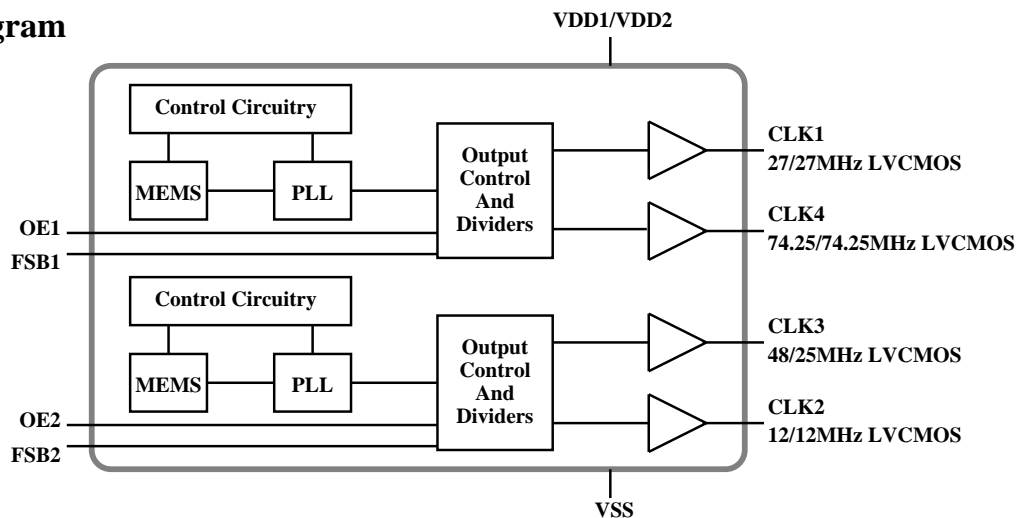 gram
VDD1/VDD2
Control Circuitry
MEMS
PLL
Output
Control
And
Dividers
CLK1
27/27MHz LVCMOS
CLK4
74.25/74.25MHz LVCMOS
OE1
FSB1
Control Circuitry
MEMS
PLL
Output
Control
And
Dividers
CLK3
48/25MHz LVCMOS
CLK2
12/12MHz LVCMOS
OE2
FSB2
VSS